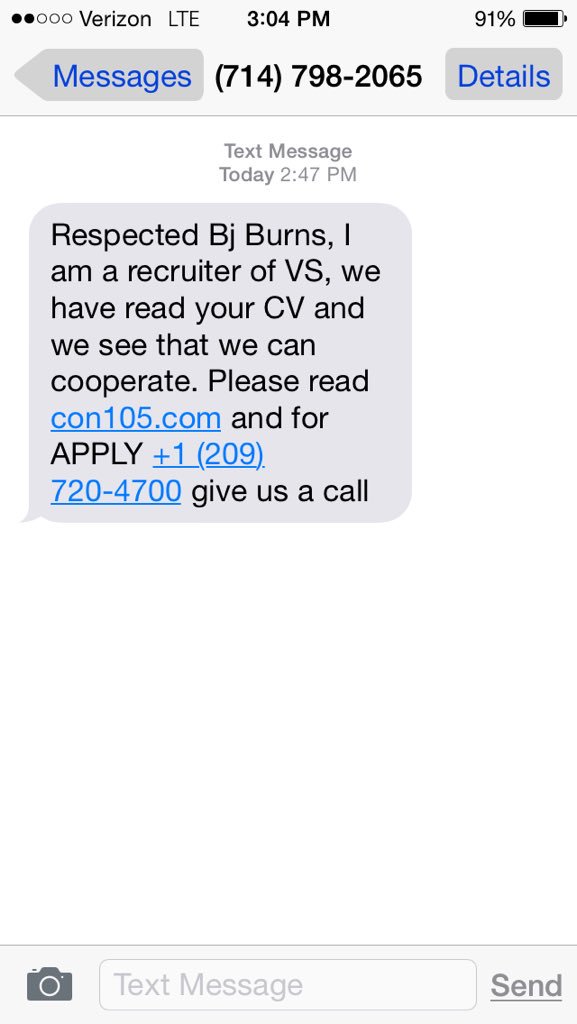 Verizon LTE 3:04 PM 91%
Messages (714) 798-2065 Details
Text Message
Today 2:47 PM
Respected Bj Burns, I
am a recruiter of VS, we
have read your CV and
we see that we can
cooperate. Please read
con105.com and for
APPLY +1 (209)
720-4700 give us a call
Text Message Send